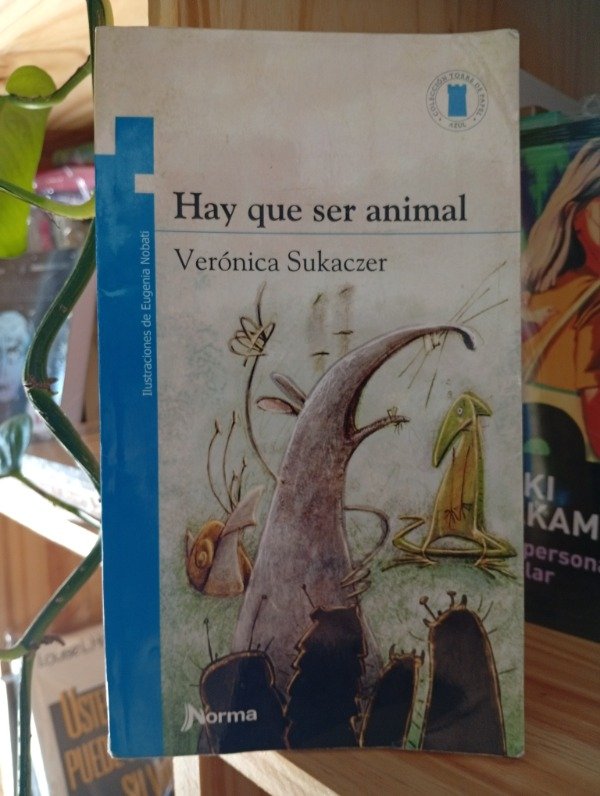 COLECCIÓN TORRE DE PAPEL
AZUL
Hay que ser animal
Verónica Sukaczer
Ilustraciones de Eugenia Nobati
Norma
KI
KAM
persona
lar